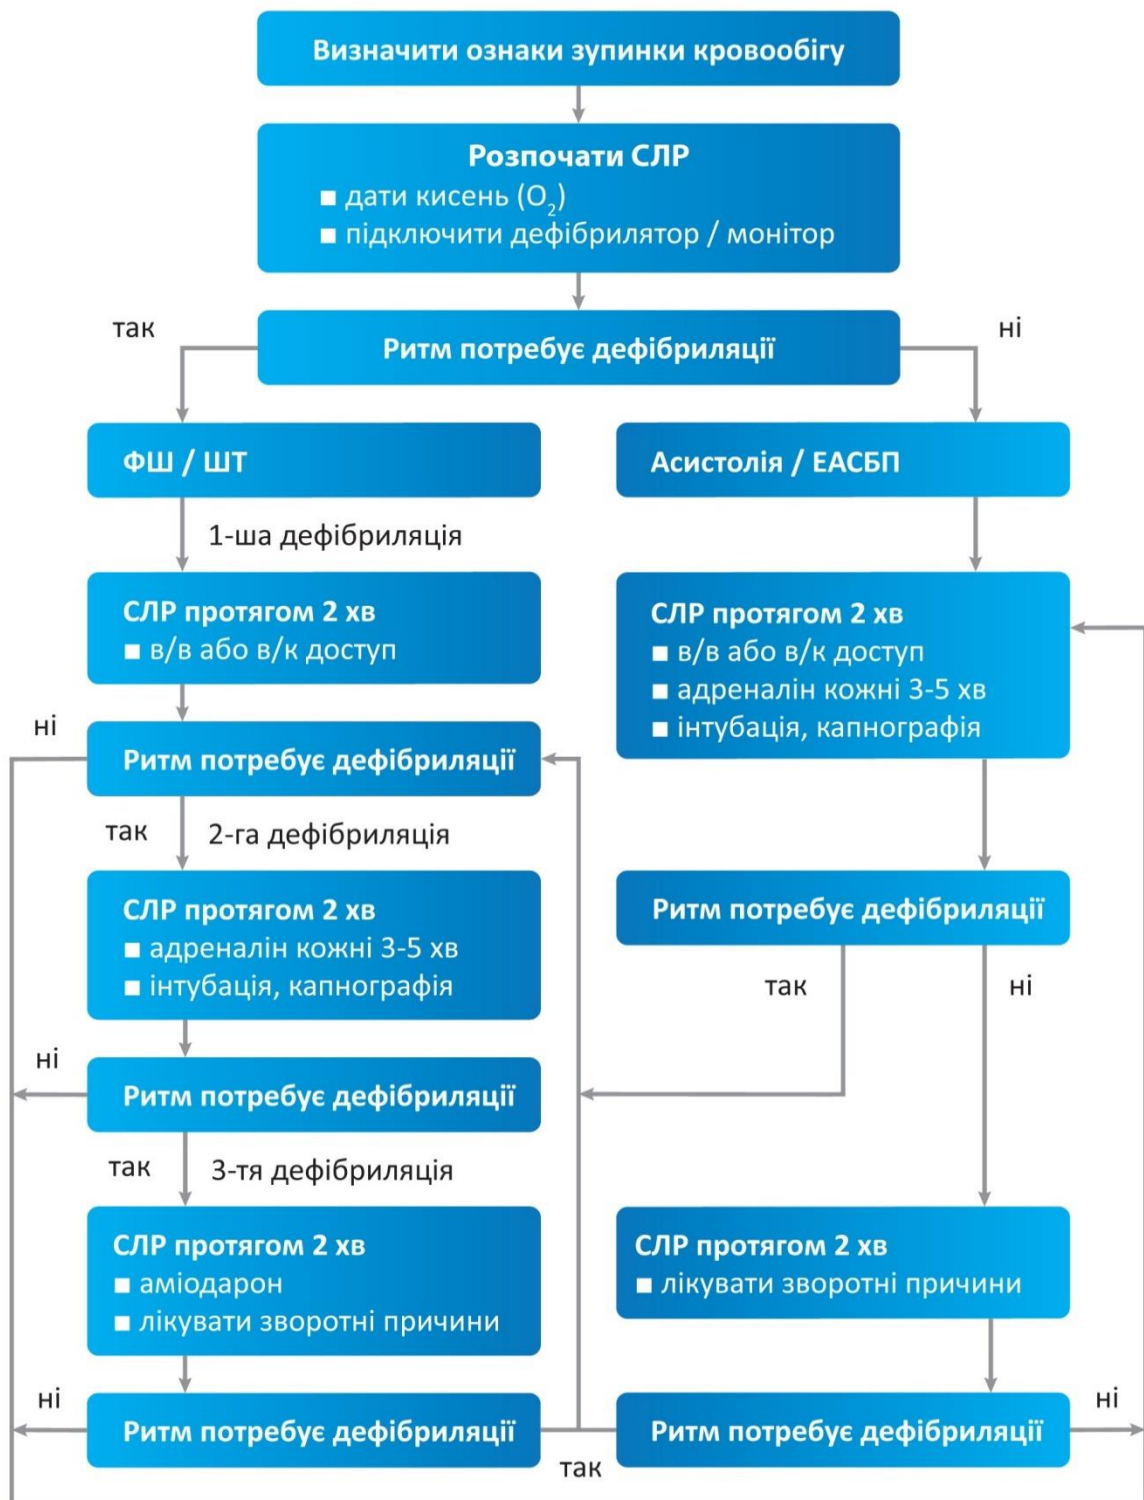 Визначити ознаки зупинки кровообігу
Розпочати СЛР
■ дати кисень (O₂)
■ підключити дефібрилятор / монітор
так
Ритм потребує дефібриляції
ні
ФШ / ШТ
1-ша дефібриляція
СЛР протягом 2 хв
■ в/в або в/к доступ
ні
Ритм потребує дефібриляції
так
2-га дефібриляція
СЛР протягом 2 хв
■ адреналін кожні 3-5 хв
■ інтубація, капнографія
ні
Ритм потребує дефібриляції
так
3-тя дефібриляція
СЛР протягом 2 хв
■ аміодарон
■ лікувати зворотні причини
ні
Ритм потребує дефібриляції
так
Асистолія / ЕАСБП
СЛР протягом 2 хв
■ в/в або в/к доступ
■ адреналін кожні 3-5 хв
■ інтубація, капнографія
Ритм потребує дефібриляції
так
ні
СЛР протягом 2 хв
■ лікувати зворотні причини
Ритм потребує дефібриляції
ні